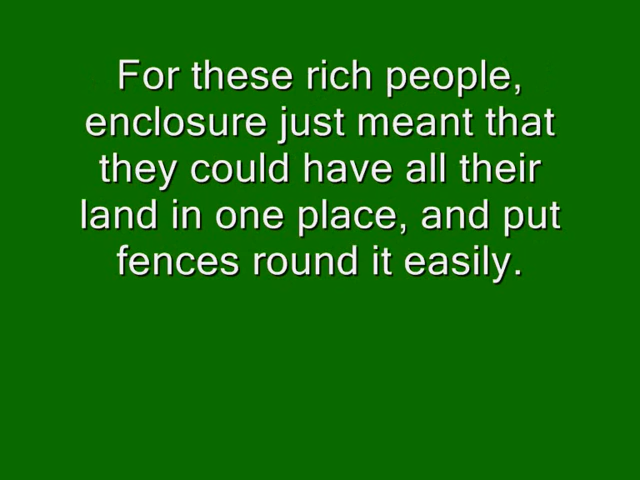 For these rich people,
enclosure just meant that
they could have all their
land in one place, and put
fences round it easily.